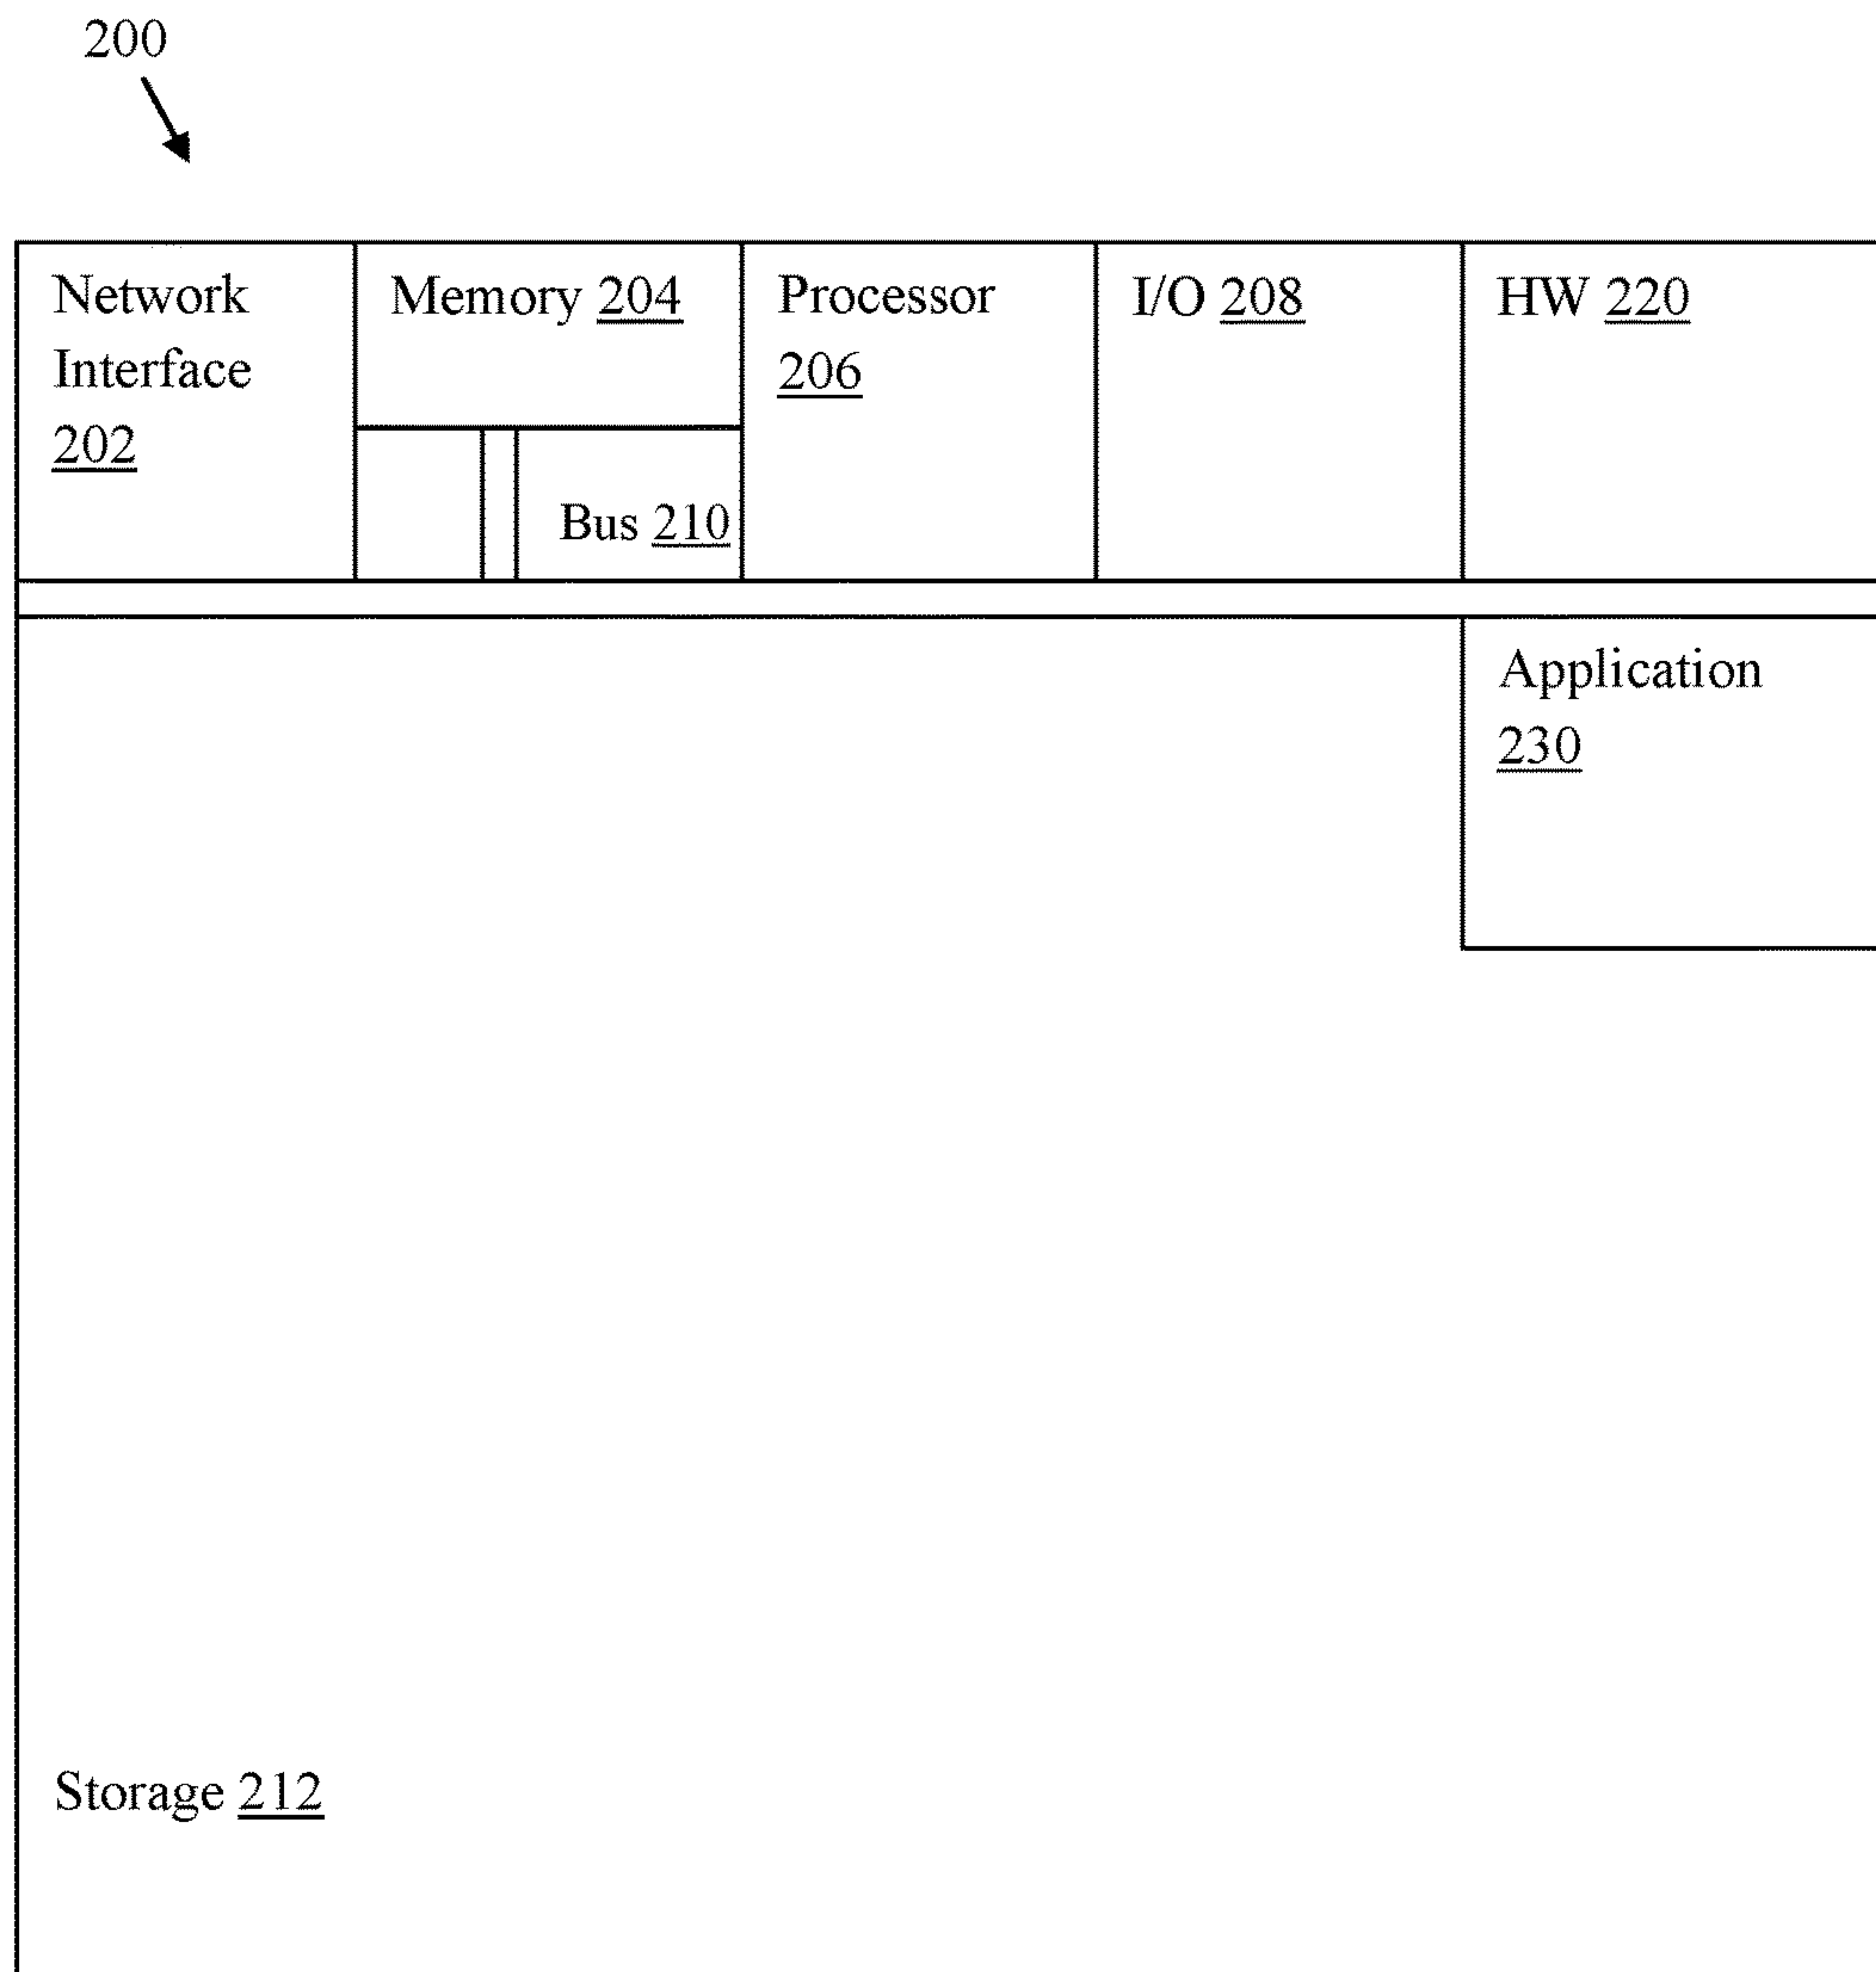 200
Network
Interface
202
Memory 204
Processor
206
I/O 208
HW 220
Bus 210
Application
230
Storage 212